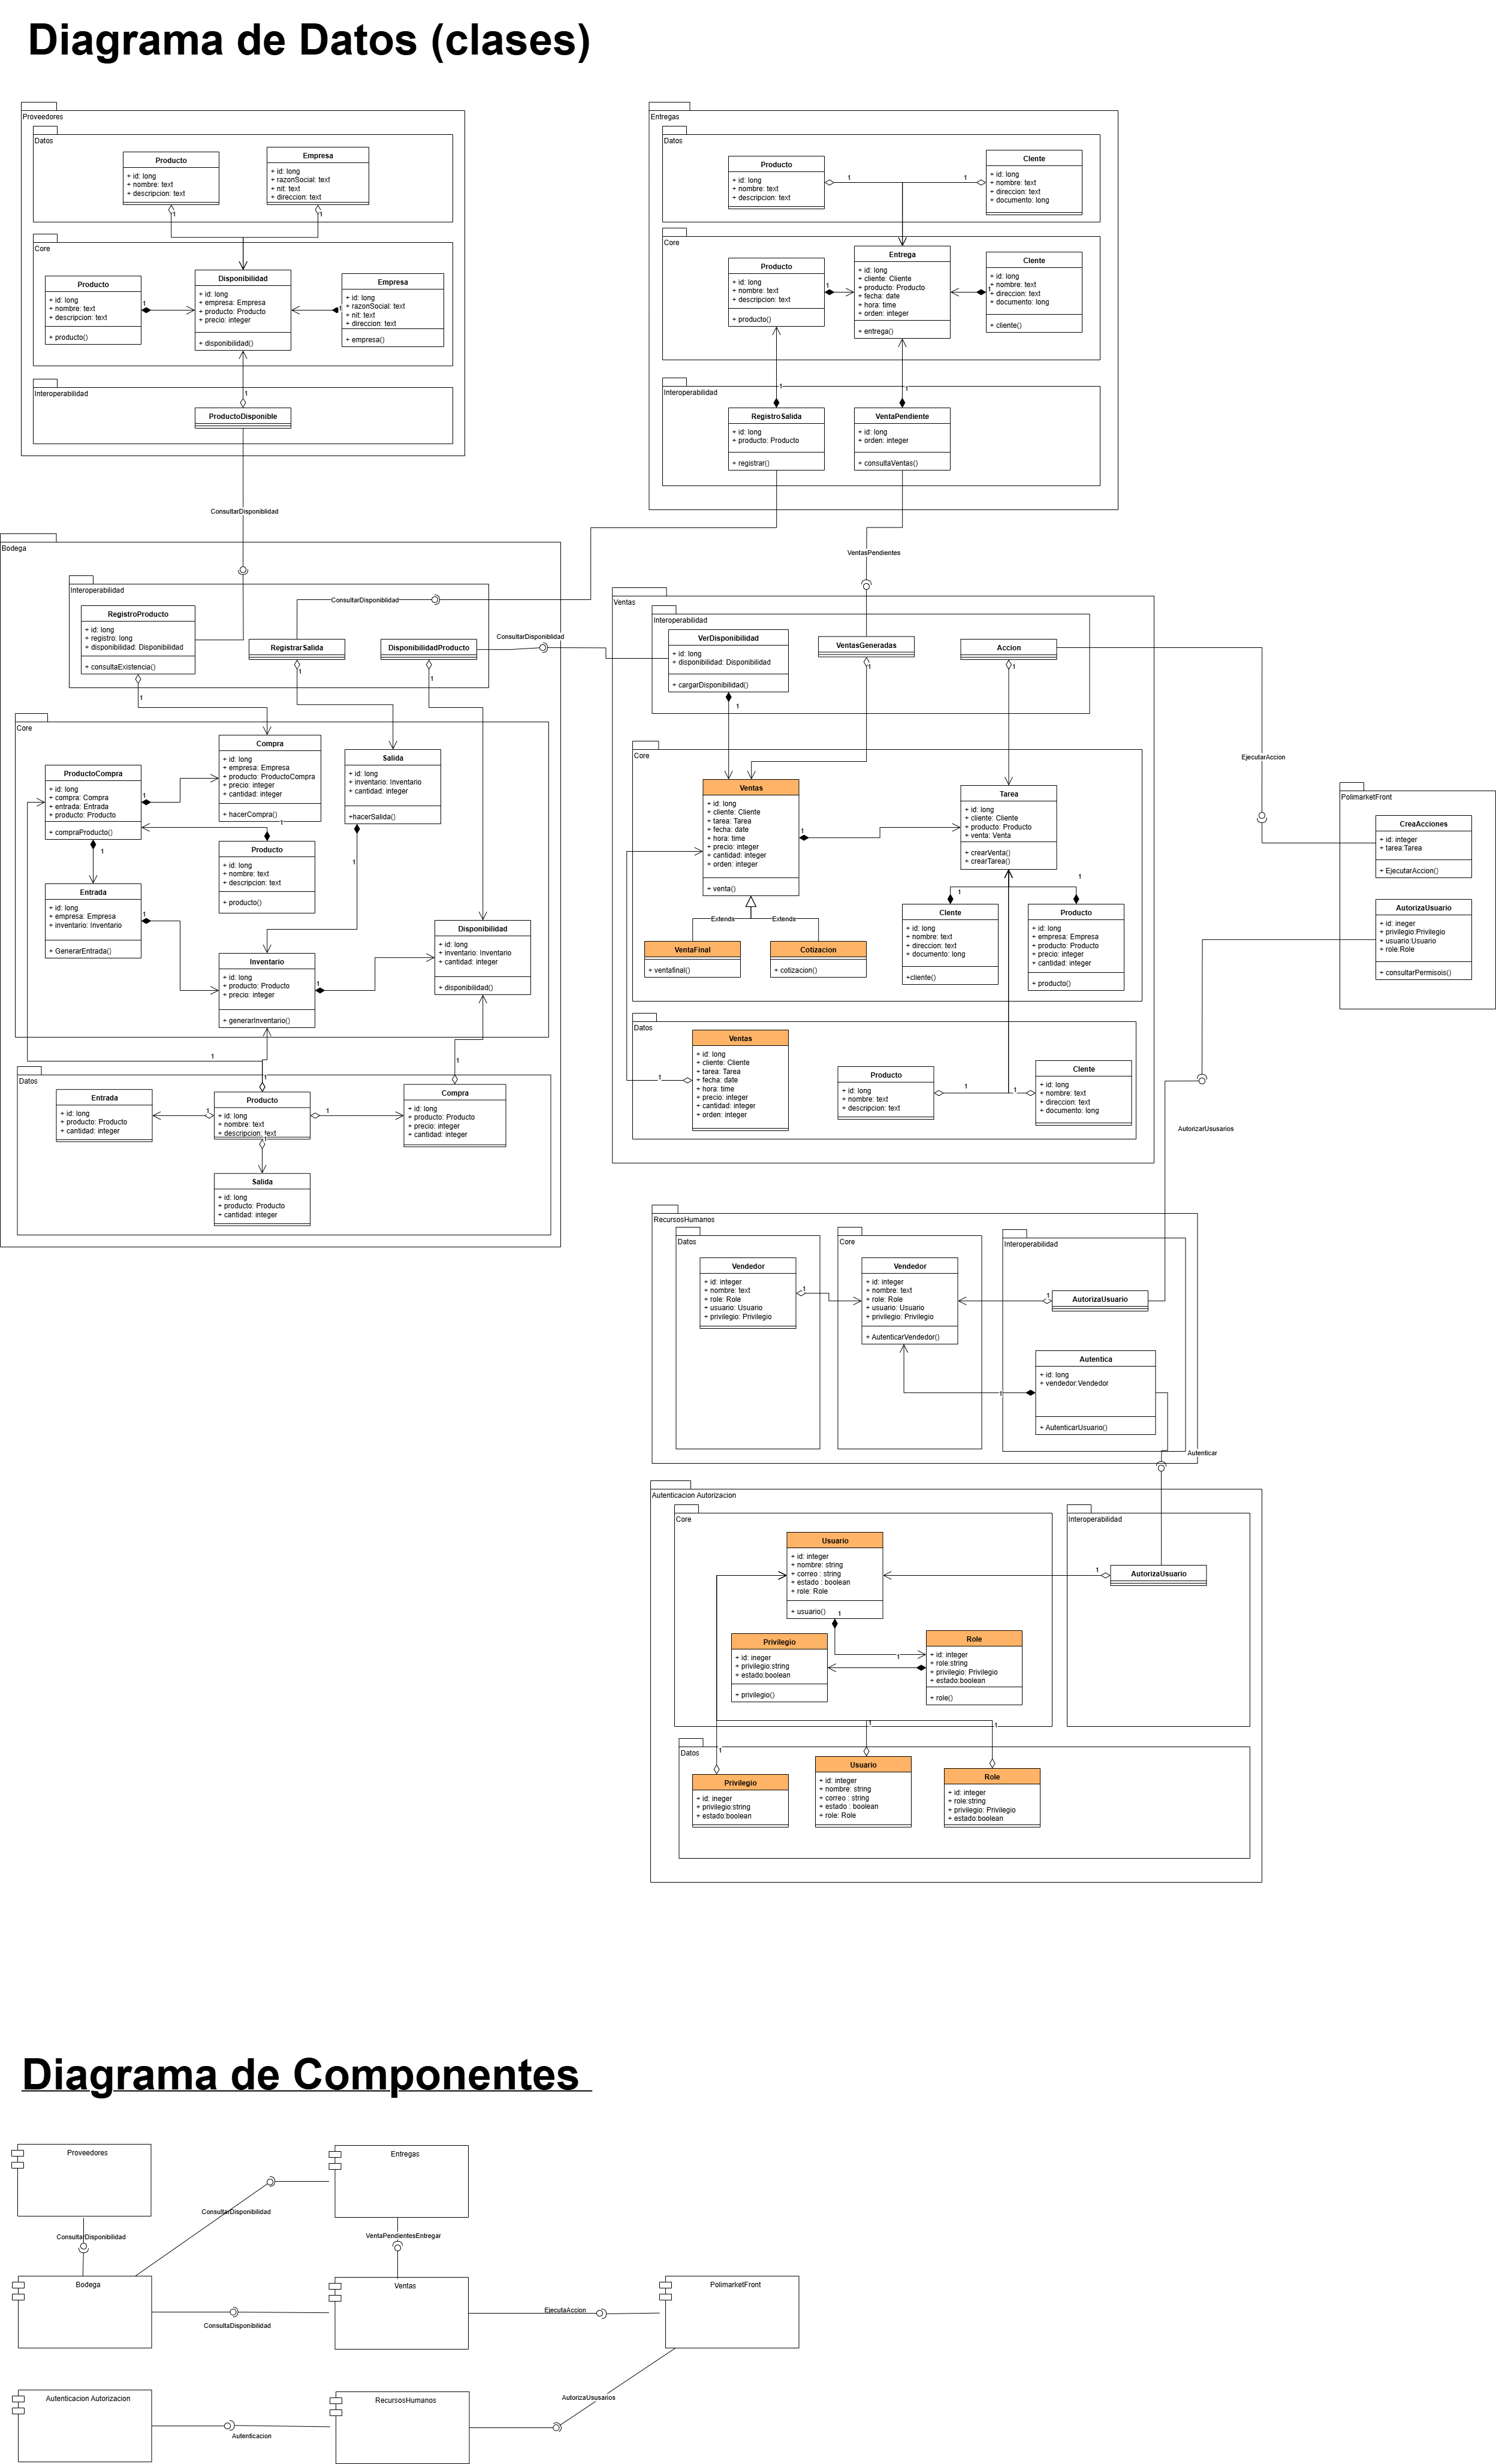 Diagrama de Datos (clases)
Proveedores
Datos
Producto
+ id: long
+ nombre: text
+ descripcion: text
Empresa
+ id: long
+ razonSocial: text
+ nit: text
+ direccion: text
1
1
Core
Producto
+ id: long
+ nombre: text
+ descripcion: text
+ producto()
1
Disponibilidad
+ id: long
+ empresa: Empresa
+ producto: Producto
+ precio: integer
+ disponibilidad()
Empresa
+ id: long
+ razonSocial: text
+ nit: text
+ direccion: text
+ empresa()
1
1
Interoperabilidad
ProductoDisponible
ConsultarDisponiblidad
Entregas
Datos
Producto
+ id: long
+ nombre: text
+ descripcion: text
1
1
Clente
+ id: long
+ nombre: text
+ direccion: text
+ documento: long
Core
Producto
+ id: long
+ nombre: text
+ descripcion: text
+ producto()
1
Entrega
+ id: long
+ cliente: Cliente
+ producto: Producto
+ fecha: date
+ hora: time
+ orden: integer
+ entrega()
Clente
+ id: long
+ nombre: text
+ direccion: text
+ documento: long
+ cliente()
1
1
1
Interoperabilidad
RegistroSalida
+ id: long
+ producto: Producto
+ registrar()
VentaPendiente
+ id: long
+ orden: integer
+ consultaVentas()
VentasPendientes
Bodega
Interoperabilidad
RegistroProducto
+ id: long
+ registro: long
+ disponibilidad: Disponibilidad
+ consultaExistencia()
ConsultarDisponiblidad
RegistrarSalida
DisponibilidadProducto
ConsultarDisponiblidad
1
1
1
Core
ProductoCompra
+ id: long
+ compra: Compra
+ entrada: Entrada
+ producto: Producto
+ compraProducto()
1
1
Compra
+ id: long
+ empresa: Empresa
+ producto: ProductoCompra
+ precio: integer
+ cantidad: integer
+ hacerCompra()
1
Salida
+ id: long
+ inventario: Inventario
+ cantidad: integer
+hacerSalida()
1
Producto
+ id: long
+ nombre: text
+ descripcion: text
+ producto()
Entrada
+ id: long
+ empresa: Empresa
+ inventario: Inventario
+ GenerarEntrada()
1
Inventario
+ id: long
+ producto: Producto
+ precio: integer
+ generarInventario()
1
Disponibilidad
+ id: long
+ inventario: Inventario
+ cantidad: integer
+ disponibilidad()
1
1
1
Datos
Entrada
+ id: long
+ producto: Producto
+ cantidad: integer
1
Producto
+ id: long
+ nombre: text
+ descripcion: text
1
1
Compra
+ id: long
+ producto: Producto
+ precio: integer
+ cantidad: integer
Salida
+ id: long
+ producto: Producto
+ cantidad: integer
Ventas
Interoperabilidad
VerDisponibilidad
+ id: long
+ disponibilidad: Disponibilidad
+ cargarDisponibilidad()
1
VentasGeneradas
1
Accion
1
EjecutarAccion
Core
Ventas
+ id: long
+ cliente: Cliente
+ tarea: Tarea
+ fecha: date
+ hora: time
+ precio: integer
+ cantidad: integer
+ orden: integer
+ venta()
1
Tarea
+ id: long
+ cliente: Cliente
+ producto: Producto
+ venta: Venta
+ crearVenta()
+ crearTarea()
1
1
Extends
Extends
VentaFinal
+ ventafinal()
Cotizacion
+ cotizacion()
Clente
+ id: long
+ nombre: text
+ direccion: text
+ documento: long
+cliente()
Producto
+ id: long
+ empresa: Empresa
+ producto: Producto
+ precio: integer
+ cantidad: integer
+ producto()
Datos
Ventas
+ id: long
+ cliente: Cliente
+ tarea: Tarea
+ fecha: date
+ hora: time
+ precio: integer
+ cantidad: integer
+ orden: integer
1
Producto
+ id: long
+ nombre: text
+ descripcion: text
1
1
Clente
+ id: long
+ nombre: text
+ direccion: text
+ documento: long
PolimarketFront
CreaAcciones
+ id: integer
+ tarea:Tarea
+ EjecutarAccion()
AutorizaUsuario
+ id: ineger
+ privilegio:Privilegio
+ usuario:Usuario
+ role:Role
+ consultarPermisois()
AutorizarUsusarios
RecursosHumanos
Datos
Vendedor
+ id: integer
+ nombre: text
+ role: Role
+ usuario: Usuario
+ privilegio: Privilegio
1
Core
Vendedor
+ id: integer
+ nombre: text
+ role: Role
+ usuario: Usuario
+ privilegio: Privilegio
+ AutenticarVendedor()
Interoperabilidad
1
AutorizaUsuario
Autentica
+ id: long
+ vendedor:Vendedor
+ AutenticarUsuario()
1
Autenticar
Autenticacion Autorizacion
Core
Usuario
+ id: integer
+ nombre: string
+ correo : string
+ estado : boolean
+ role: Role
+ usuario()
1
Privilegio
+ id: ineger
+ privilegio:string
+ estado:boolean
+ privilegio()
1
Role
+ id: integer
+ role:string
+ privilegio: Privilegio
+ estado:boolean
+ role()
Interoperabilidad
1
AutorizaUsuario
Datos
1
1
1
Privilegio
+ id: ineger
+ privilegio:string
+ estado:boolean
Usuario
+ id: integer
+ nombre: string
+ correo : string
+ estado : boolean
+ role: Role
Role
+ id: integer
+ role:string
+ privilegio: Privilegio
+ estado:boolean
Diagrama de Componentes
Proveedores
Entregas
ConsultarDisponibilidad
ConsultarDisponibilidad
VentaPendientesEntregar
Bodega
Ventas
PolimarketFront
ConsultaDisponibilidad
EjecutaAccion
Autenticacion Autorizacion
RecursosHumanos
AutorizaUsusarios
Autenticacion